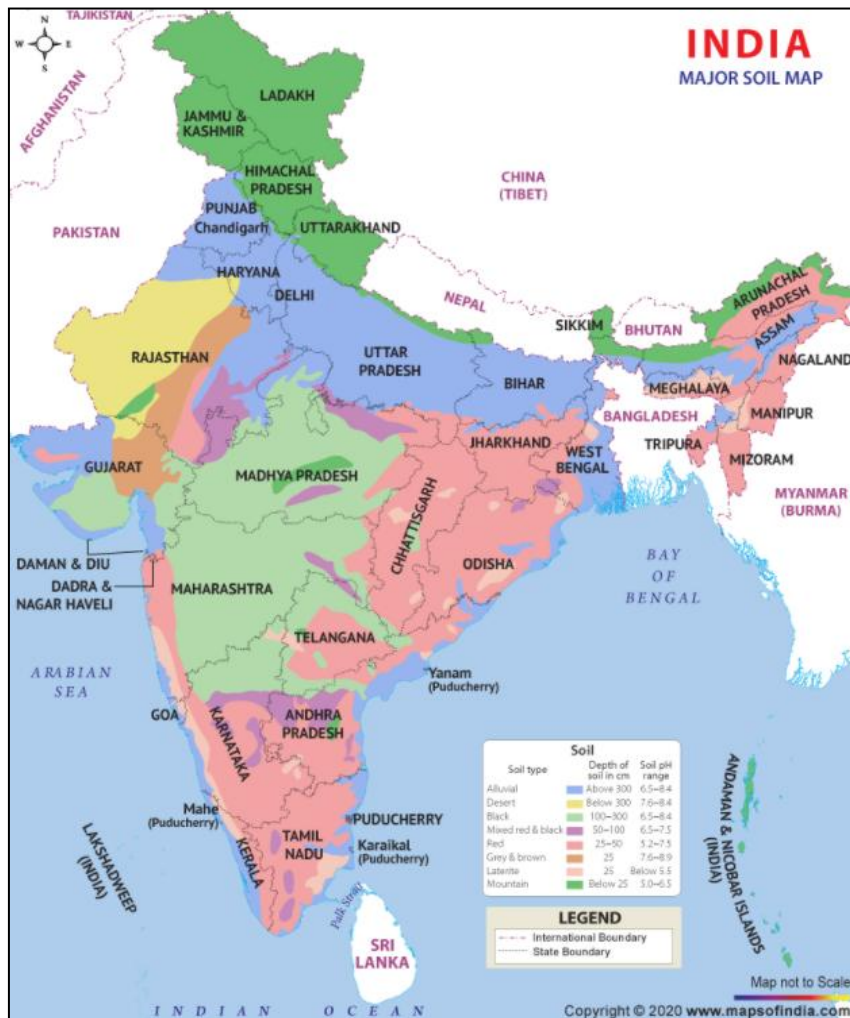 INDIA
MAJOR SOIL MAP
N
W E
S
TAJIKISTAN
AFGHANISTAN
LADAKH
JAMMU &
KASHMIR
HIMACHAL
PRADESH
CHINA
(TIBET)
PUNJAB
Chandigarh
UTTARAKHAND
PAKISTAN
HARYANA
DELHI
NEPAL
ARUNACHAL
PRADESH
SIKKIM
BHUTAN
ASSAM
RAJASTHAN
UTTAR
PRADESH
NAGALAND
BIHAR
MEGHALAYA
BANGLADESH
MANIPUR
JHARKHAND
WEST
BENGAL
TRIPURA
MIZORAM
GUJARAT
MADHYA PRADESH
MYANMAR
(BURMA)
CHHATTISGARH
DAMAN & DIU
ODISHA
DADRA &
NAGAR HAVELI
MAHARASHTRA
BAY
OF
BENGAL
TELANGANA
ARABIAN
SEA
Yanam
(Puducherry)
GOA
KARNATAKA
ANDHRA
PRADESH
Soil
Soil type Depth of soil in cm Soil pH range
Alluvial Above 300 6.5–8.4
Desert Below 300 7.6–8.4
Black 100–300 6.5–8.4
Mixed red & black 50–100 6.5–7.5
Red 25–50 5.2–7.5
Grey & brown 25 7.6–8.9
Laterite 25 Below 5.5
Mountain Below 25 5.0–6.5
Mahe
(Puducherry)
PUDUCHERRY
TAMIL
NADU
Karaikal
(Puducherry)
KERALA
LAKSHADWEEP
(INDIA)
ANDAMAN & NICOBAR ISLANDS
(INDIA)
Palk Strait
SRI
LANKA
LEGEND
International Boundary
State Boundary
Map not to Scale
INDIAN OCEAN
Copyright © 2020 www.mapsofindia.com